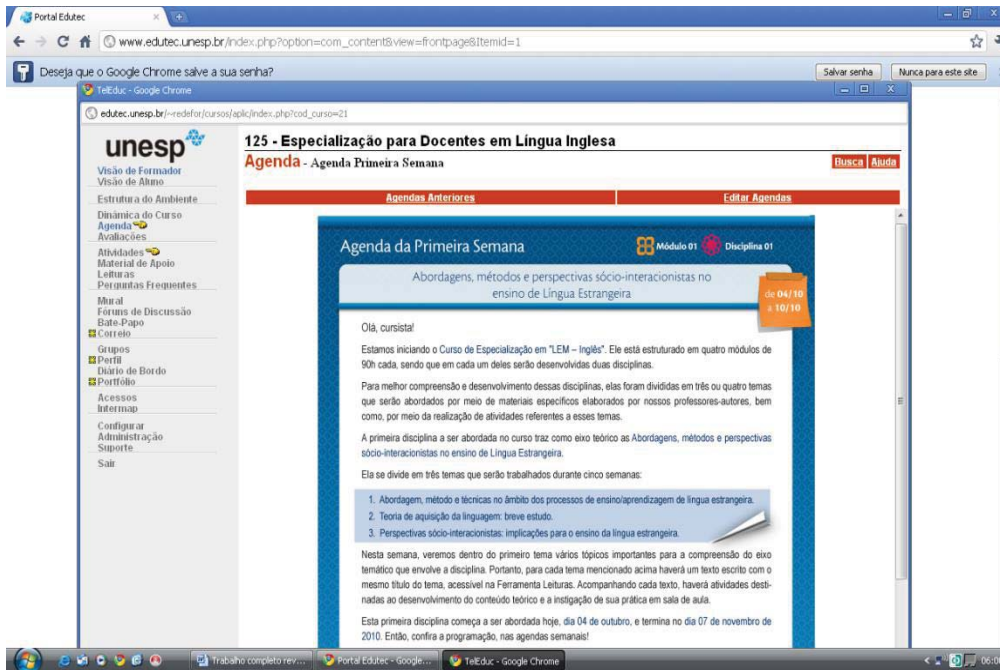 Portal Edutec
www.edutec.unesp.br/index.php?option=com_content&view=frontpage&Itemid=1
Deseja que o Google Chrome salve a sua senha?
Salvar senha
Nunca para este site
TelEduc - Google Chrome
edutec.unesp.br/~redefor/cursos/aplic/index.php?cod_curso=21
unesp
Visão de Formador
Visão de Aluno
Estrutura do Ambiente
Dinâmica do Curso
Agenda
Avaliações
Atividades
Material de Apoio
Leituras
Perguntas Frequentes
Mural
Fóruns de Discussão
Bate-Papo
Correio
Grupos
Perfil
Diário de Bordo
Portfólio
Acessos
Intermap
Configurar
Administração
Suporte
Sair
125 - Especialização para Docentes em Língua Inglesa
Agenda - Agenda Primeira Semana
Busca Ajuda
Agendas Anteriores
Editar Agendas
Agenda da Primeira Semana
Módulo 01
Disciplina 01
Abordagens, métodos e perspectivas sócio-interacionistas no
ensino de Língua Estrangeira
de 04/10
a 10/10
Olá, cursista!
Estamos iniciando o Curso de Especialização em "LEM – Inglês". Ele está estruturado em quatro módulos de
90h cada, sendo que em cada um deles serão desenvolvidas duas disciplinas.
Para melhor compreensão e desenvolvimento dessas disciplinas, elas foram divididas em três ou quatro temas
que serão abordados por meio de materiais específicos elaborados por nossos professores-autores, bem
como, por meio da realização de atividades referentes a esses temas.
A primeira disciplina a ser abordada no curso traz como eixo teórico as Abordagens, métodos e perspectivas
sócio-interacionistas no ensino de Língua Estrangeira.
Ela se divide em três temas que serão trabalhados durante cinco semanas:
1. Abordagem, método e técnicas no âmbito dos processos de ensino/aprendizagem de língua estrangeira.
2. Teoria de aquisição da linguagem: breve estudo.
3. Perspectivas sócio-interacionistas: implicações para o ensino da língua estrangeira.
Nesta semana, veremos dentro do primeiro tema vários tópicos importantes para a compreensão do eixo
temático que envolve a disciplina. Portanto, para cada tema mencionado acima haverá um texto escrito com o
mesmo título do tema, acessível na Ferramenta Leituras. Acompanhando cada texto, haverá atividades desti-
nadas ao desenvolvimento do conteúdo teórico e a instigação de sua prática em sala de aula.
Esta primeira disciplina começa a ser abordada hoje, dia 04 de outubro, e termina no dia 07 de novembro de
2010. Então, confira a programação, nas agendas semanais!
Trabalho completo rev...
Portal Edutec - Google...
TelEduc - Google Chrome